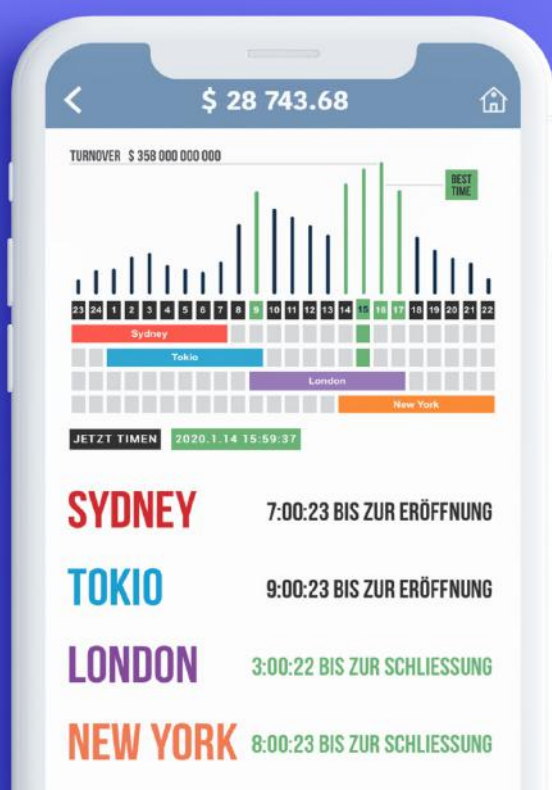 $ 28 743.68
TURNOVER $ 358 000 000 000
BEST
TIME
23 24 1 2 3 4 5 6 7 8 9 10 11 12 13 14 15 16 17 18 19 20 21 22
Sydney
Tokio
London
New York
JETZT TIMEN 2020.1.14 15:59:37
SYDNEY 7:00:23 BIS ZUR ERÖFFNUNG
TOKIO 9:00:23 BIS ZUR ERÖFFNUNG
LONDON 3:00:22 BIS ZUR SCHLIESSUNG
NEW YORK 8:00:23 BIS ZUR SCHLIESSUNG